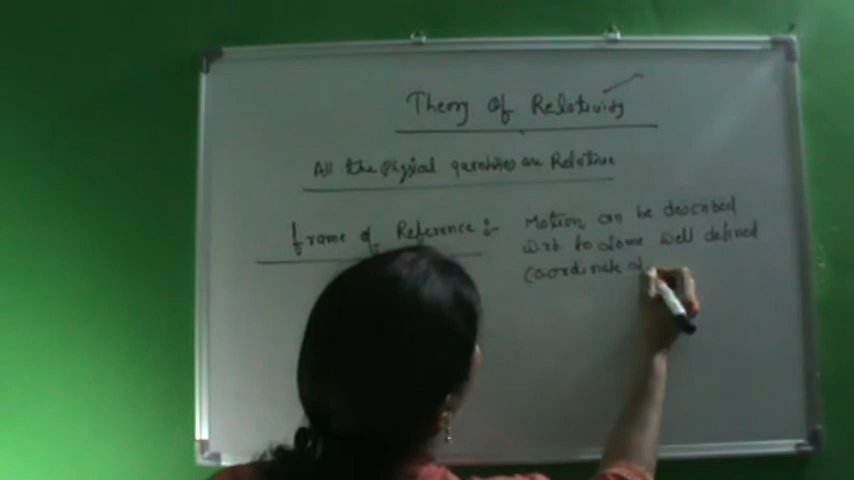 Theory Of Relativity
All the physical quantities are Relative
frame of Reference :- Motion can be described
w.r.t to some well defined
Coordinate